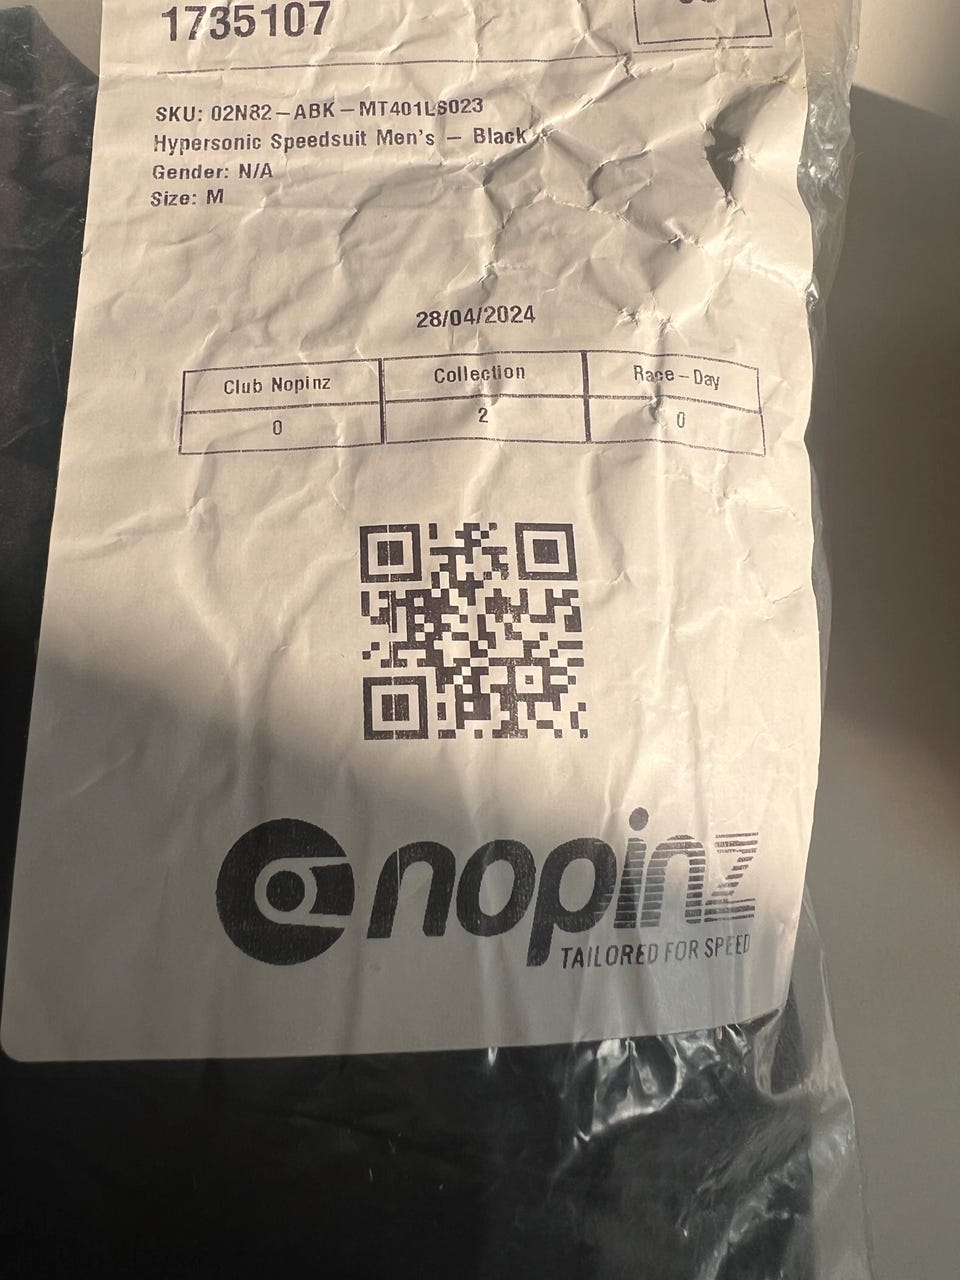 1735107
SKU: 02N82-ABK-MT401LS023
Hypersonic Speedsuit Men's - Black
Gender: N/A
Size: M
28/04/2024
Club Nopinz Collection Race-Day
0 2 0
nopinz
TAILORED FOR SPEED